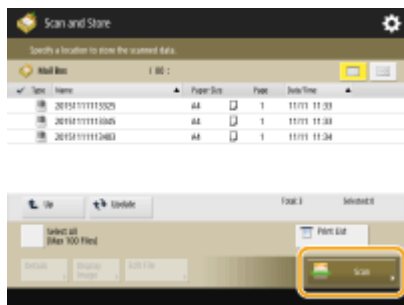 Scan and Store
Specify a location to store the scanned data.
Mail Box ( 00 :
Type Name Paper Size Page Date/Time
20151111113325 A4 1 11/11 11:33
20151111113345 A4 1 11/11 11:33
20151111113403 A4 1 11/11 11:34
Up Update Total:3 Selected:0
Select All
(Max 100 Files) Print List
Details Display
Image Edit File Scan